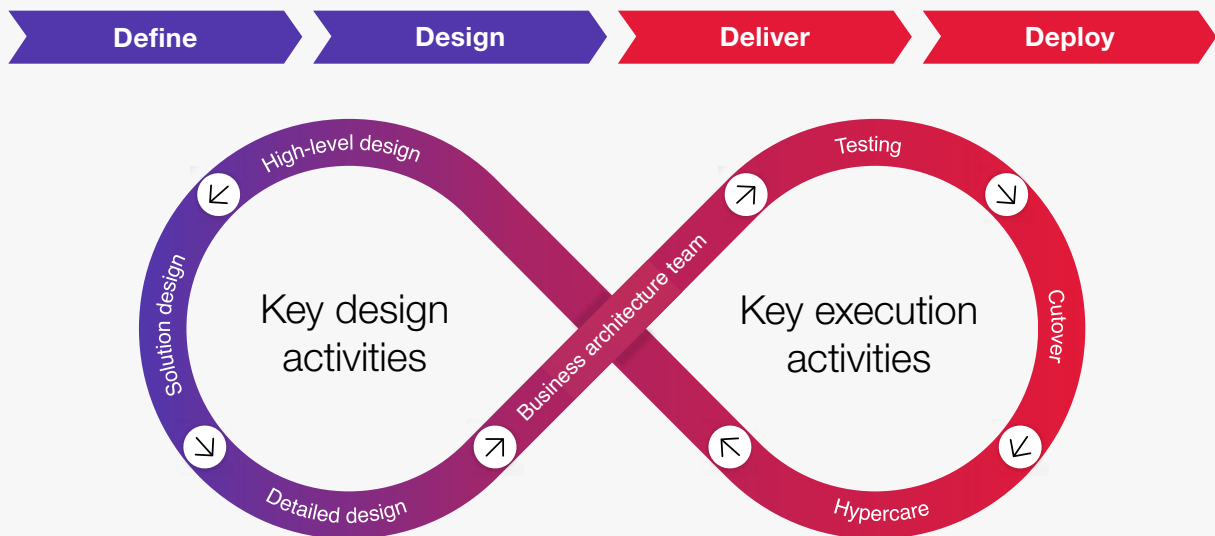 Define
Design
Deliver
Deploy
High-level design
Solution design
Detailed design
Key design
activities
Business architecture team
Testing
Cutover
Hypercare
Key execution
activities